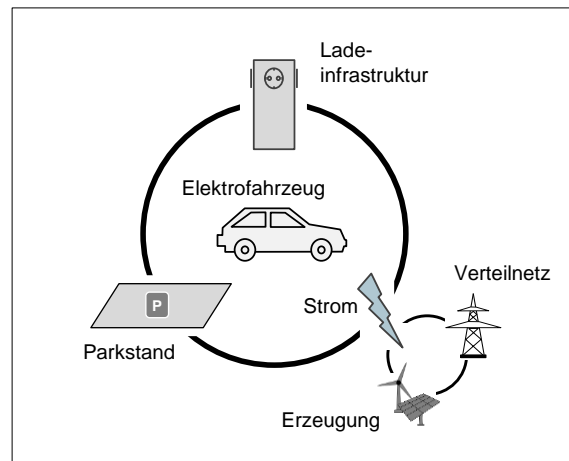 Lade-
infrastruktur
Elektrofahrzeug
Verteilnetz
Strom
P
Parkstand
Erzeugung